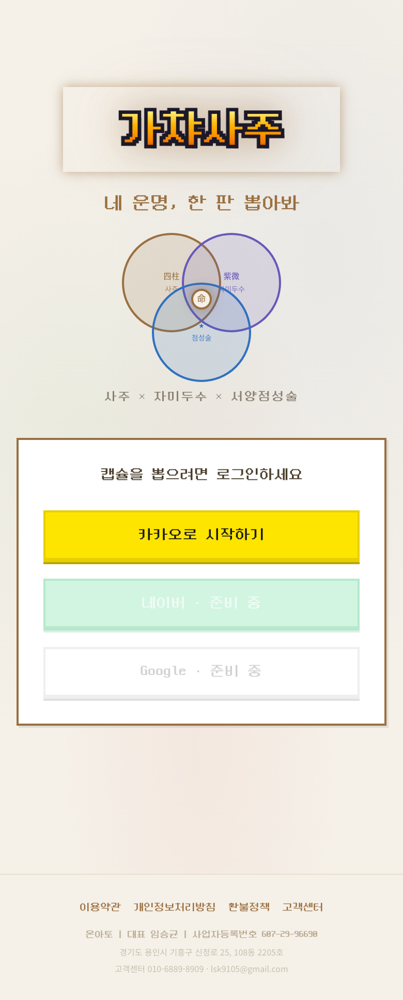 가챠사주
네 운명, 한 판 뽑아봐
四柱
사주
紫微
자미두수
命
★
점성술
사주 × 자미두수 × 서양점성술
캡슐을 뽑으려면 로그인하세요
카카오로 시작하기
네이버 · 준비 중
Google · 준비 중
이용약관 개인정보처리방침 환불정책 고객센터
온아토 | 대표 임승균 | 사업자등록번호 607-29-96690
경기도 용인시 기흥구 신정로 25, 108동 2205호
고객센터 010-6889-8909 · lsk9105@gmail.com